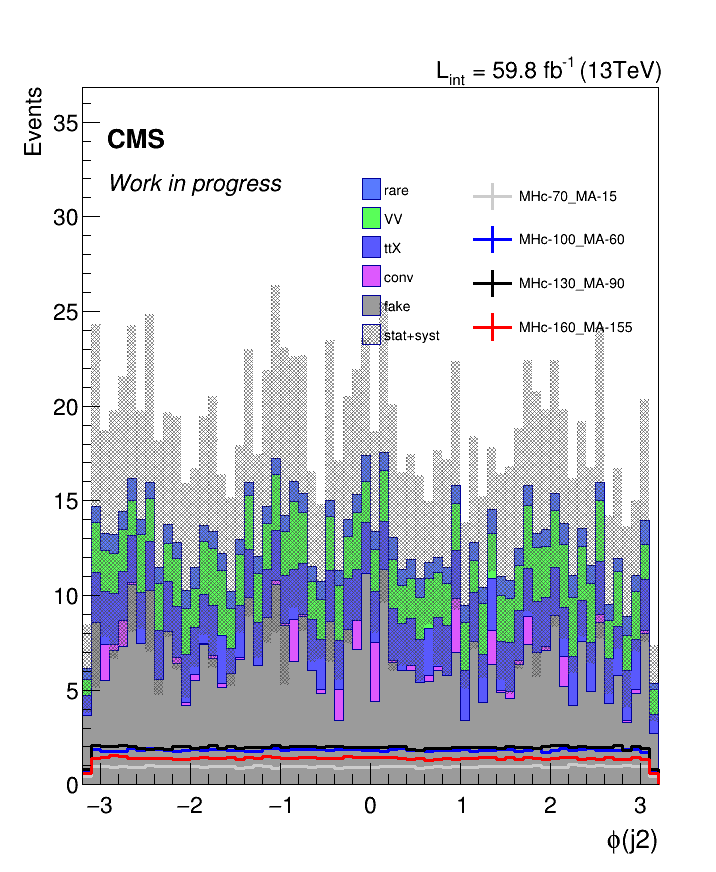 L_int = 59.8 fb^-1 (13TeV)
Events
CMS
Work in progress
rare
VV
ttX
conv
fake
stat+syst
MHc-70_MA-15
MHc-100_MA-60
MHc-130_MA-90
MHc-160_MA-155
35
30
25
20
15
10
5
0
−3 −2 −1 0 1 2 3
ϕ(j2)